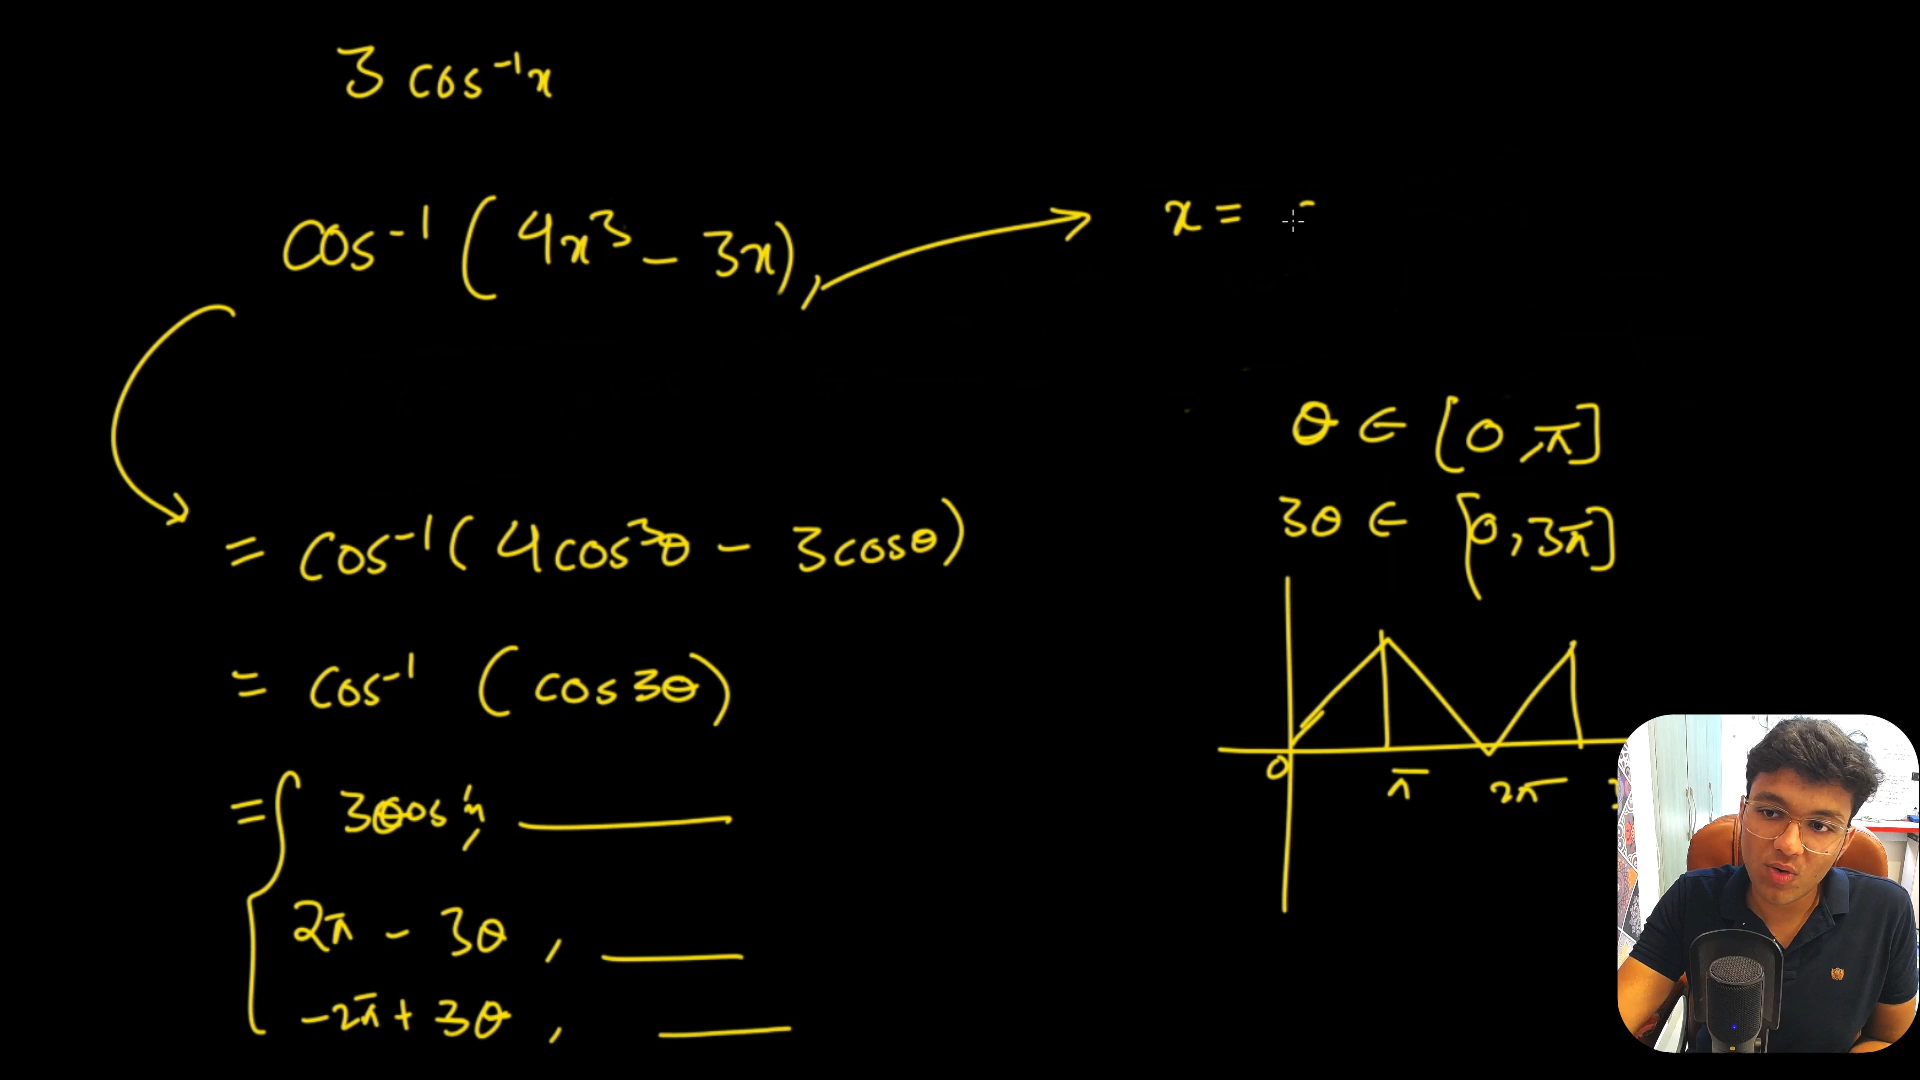 3 cos⁻¹x
cos⁻¹ (4x³ - 3x),
x =
θ ∈ [0, π]
3θ ∈ [0, 3π]
= cos⁻¹(4cos³θ - 3cosθ)
= cos⁻¹ (cos3θ)
0 π 2π
=
2π - 3θ,
-2π + 3θ,